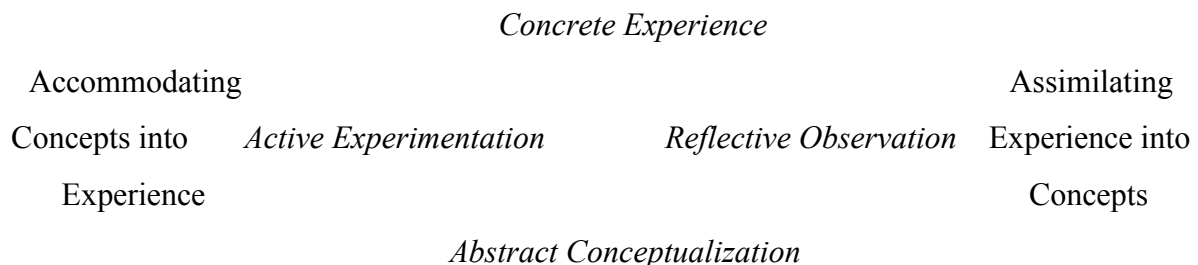 Concrete Experience
Accommodating Assimilating
Concepts into Active Experimentation Reflective Observation Experience into
Experience Concepts
Abstract Conceptualization